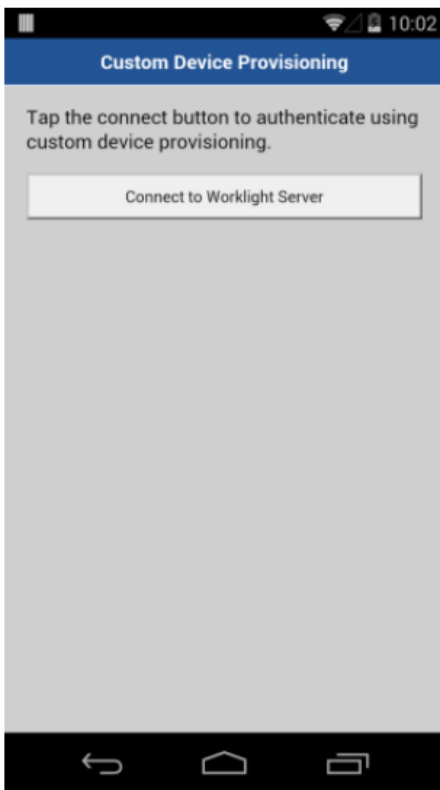 10:02
Custom Device Provisioning
Tap the connect button to authenticate using
custom device provisioning.
Connect to Worklight Server